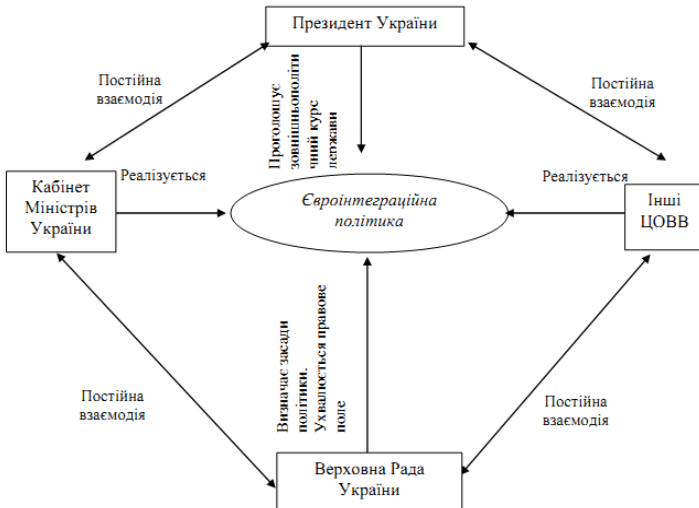 Президент України
Постійна
взаємодія
Проголошує
зовнішньополіти
чний курс
держави
Постійна
взаємодія
Кабінет
Міністрів
України
Реалізується
Євроінтеграційна
політика
Реалізується
Інші
ЦОВВ
Визначає засади
політики.
Ухвалюється правове
поле
Постійна
взаємодія
Постійна
взаємодія
Верховна Рада
України